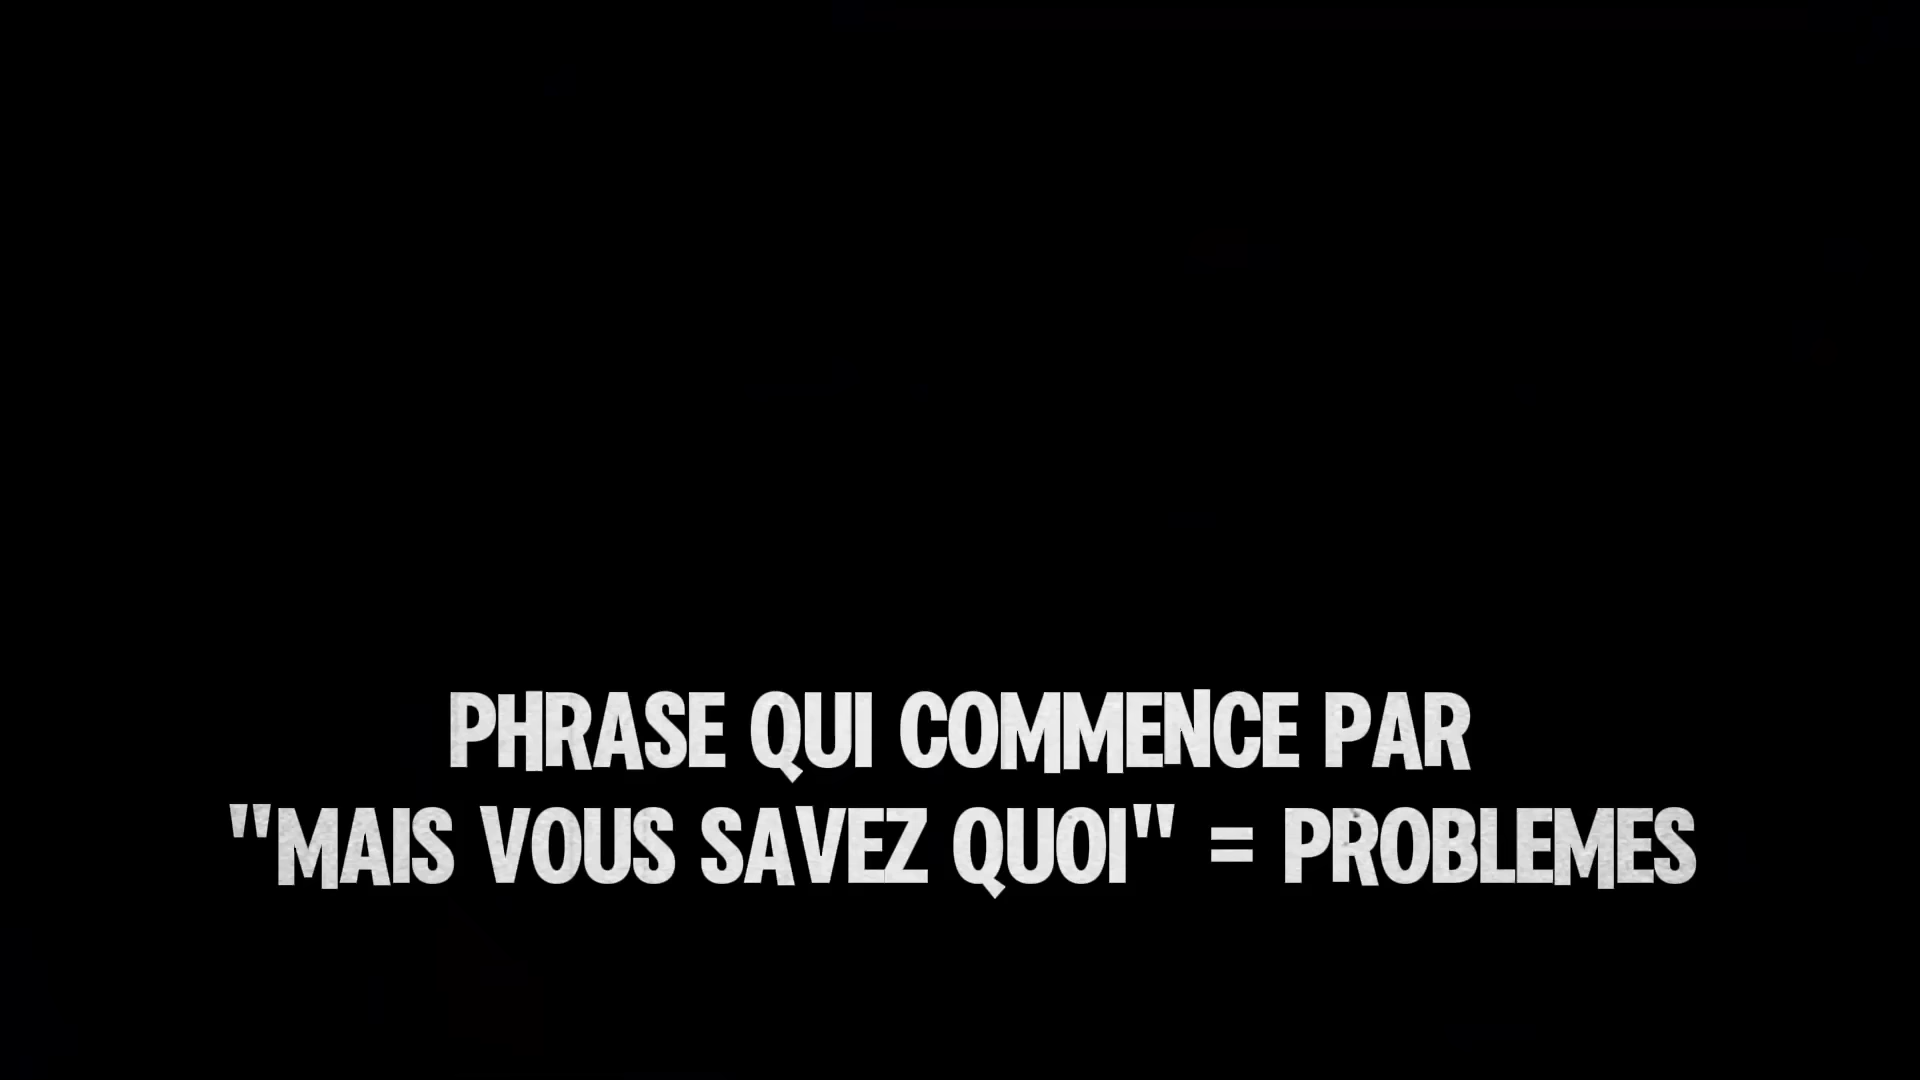 PHRASE QUI COMMENCE PAR
"MAIS VOUS SAVEZ QUOI" = PROBLEMES